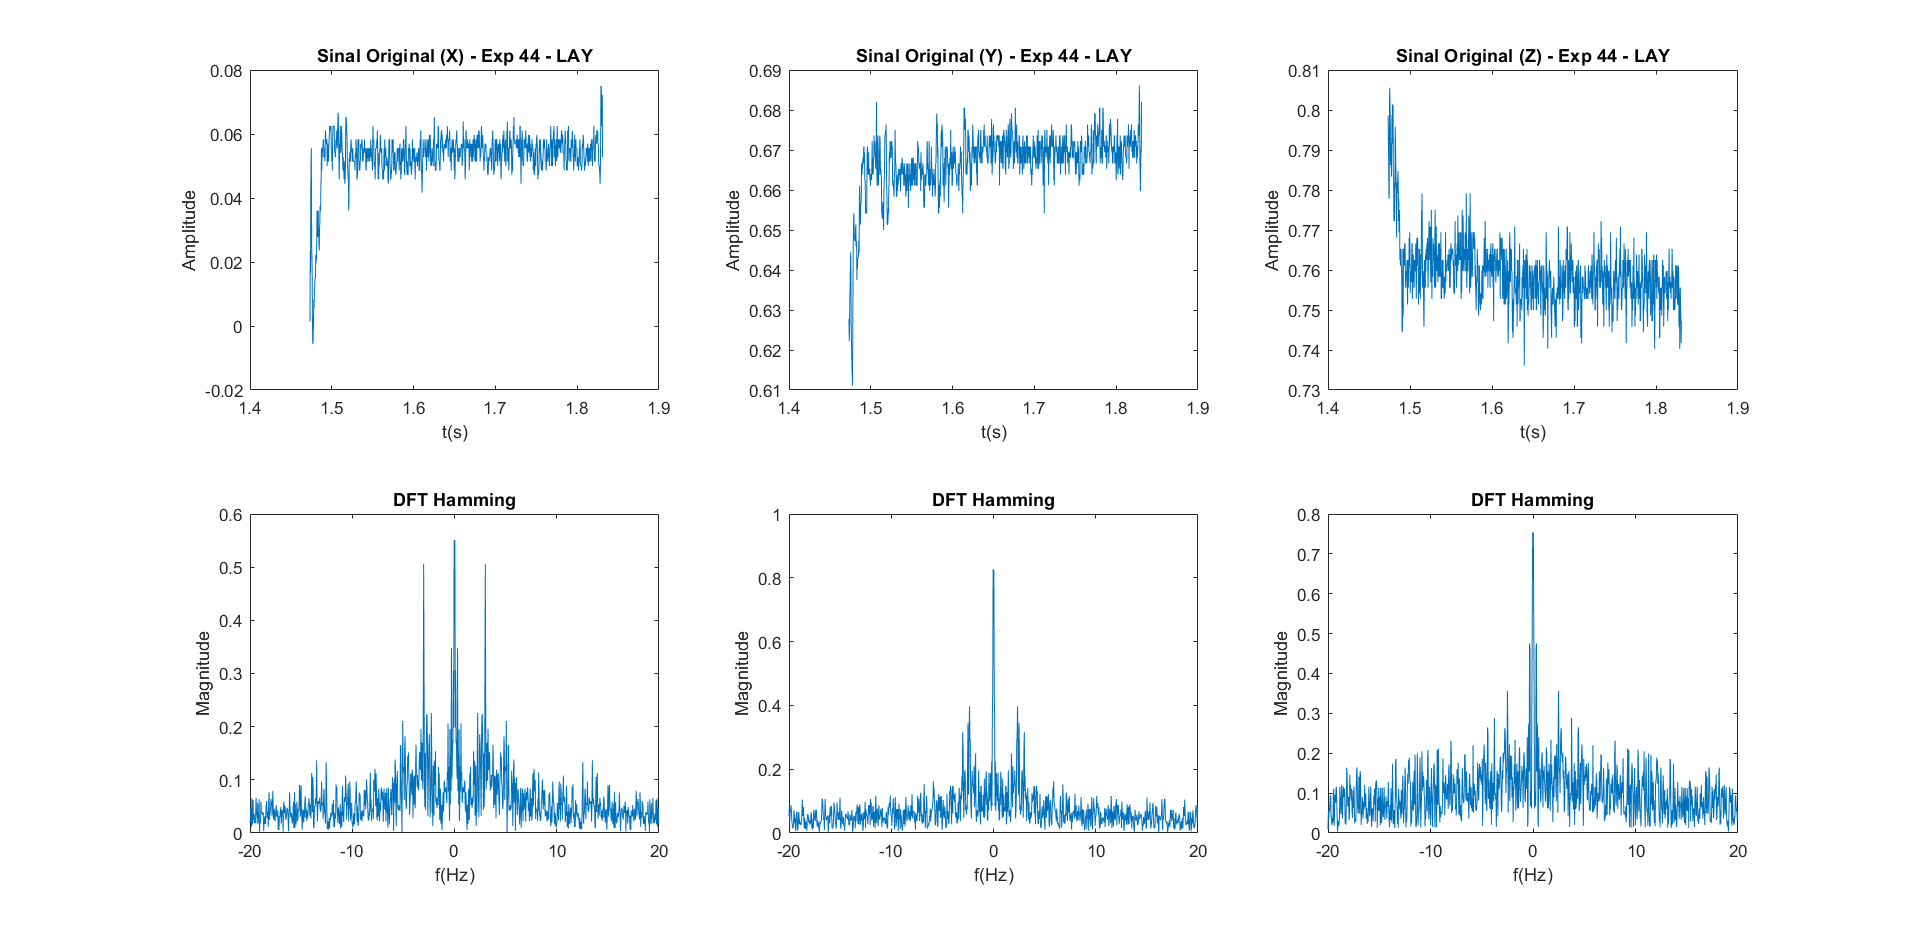 Sinal Original (X) - Exp 44 - LAY
0.08
0.06
0.04
0.02
0
-0.02
Amplitude
1.4 1.5 1.6 1.7 1.8 1.9
t(s)
Sinal Original (Y) - Exp 44 - LAY
0.69
0.68
0.67
0.66
0.65
0.64
0.63
0.62
0.61
Amplitude
1.4 1.5 1.6 1.7 1.8 1.9
t(s)
Sinal Original (Z) - Exp 44 - LAY
0.81
0.8
0.79
0.78
0.77
0.76
0.75
0.74
0.73
Amplitude
1.4 1.5 1.6 1.7 1.8 1.9
t(s)
DFT Hamming
0.6
0.5
0.4
0.3
0.2
0.1
0
Magnitude
-20 -10 0 10 20
f(Hz)
DFT Hamming
1
0.8
0.6
0.4
0.2
0
Magnitude
-20 -10 0 10 20
f(Hz)
DFT Hamming
0.8
0.7
0.6
0.5
0.4
0.3
0.2
0.1
0
Magnitude
-20 -10 0 10 20
f(Hz)